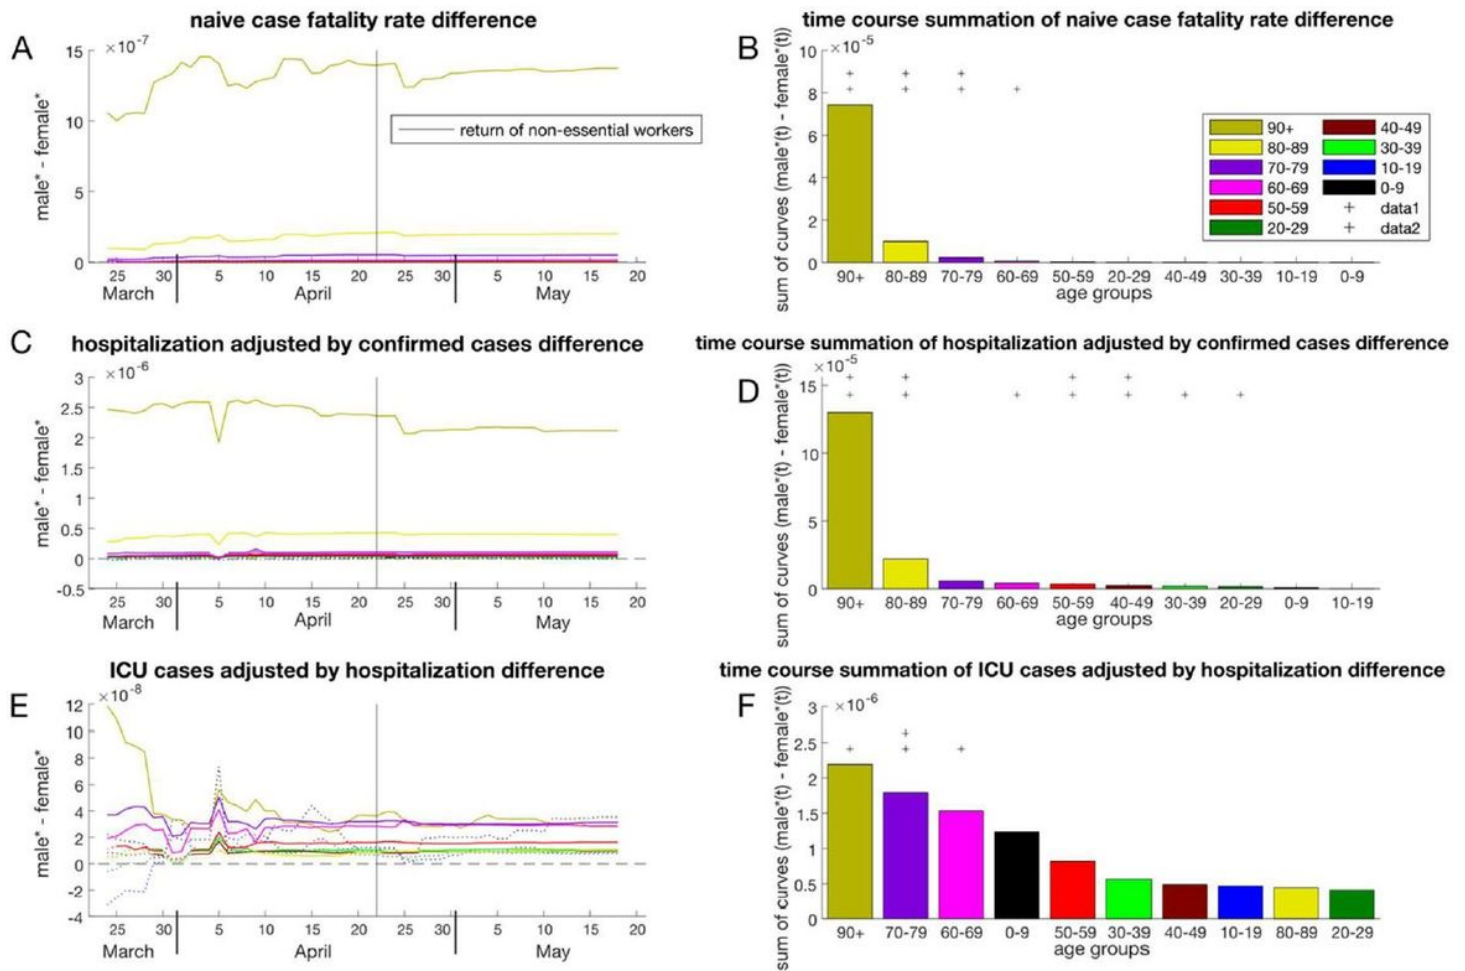 naive case fatality rate difference
A
×10-7
15
10
5
0
male* - female*
return of non-essential workers
25 30 5 10 15 20 25 30 5 10 15 20
March April May
time course summation of naive case fatality rate difference
B
×10-5
10
8
6
4
2
0
sum of curves (male*(t) - female*(t))
90+ 80-89 70-79 60-69 50-59 20-29 40-49 30-39 10-19 0-9
age groups
90+ 40-49
80-89 30-39
70-79 10-19
60-69 0-9
50-59 + data1
20-29 + data2
hospitalization adjusted by confirmed cases difference
C
×10-6
3
2.5
2
1.5
1
0.5
0
-0.5
male* - female*
25 30 5 10 15 20 25 30 5 10 15 20
March April May
time course summation of hospitalization adjusted by confirmed cases difference
D
×10-5
15
10
5
0
sum of curves (male*(t) - female*(t))
90+ 80-89 70-79 60-69 50-59 40-49 30-39 20-29 0-9 10-19
age groups
ICU cases adjusted by hospitalization difference
E
×10-8
12
10
8
6
4
2
0
-2
-4
male* - female*
25 30 5 10 15 20 25 30 5 10 15 20
March April May
time course summation of ICU cases adjusted by hospitalization difference
F
×10-6
3
2.5
2
1.5
1
0.5
0
sum of curves (male*(t) - female*(t))
90+ 70-79 60-69 0-9 50-59 30-39 40-49 10-19 80-89 20-29
age groups